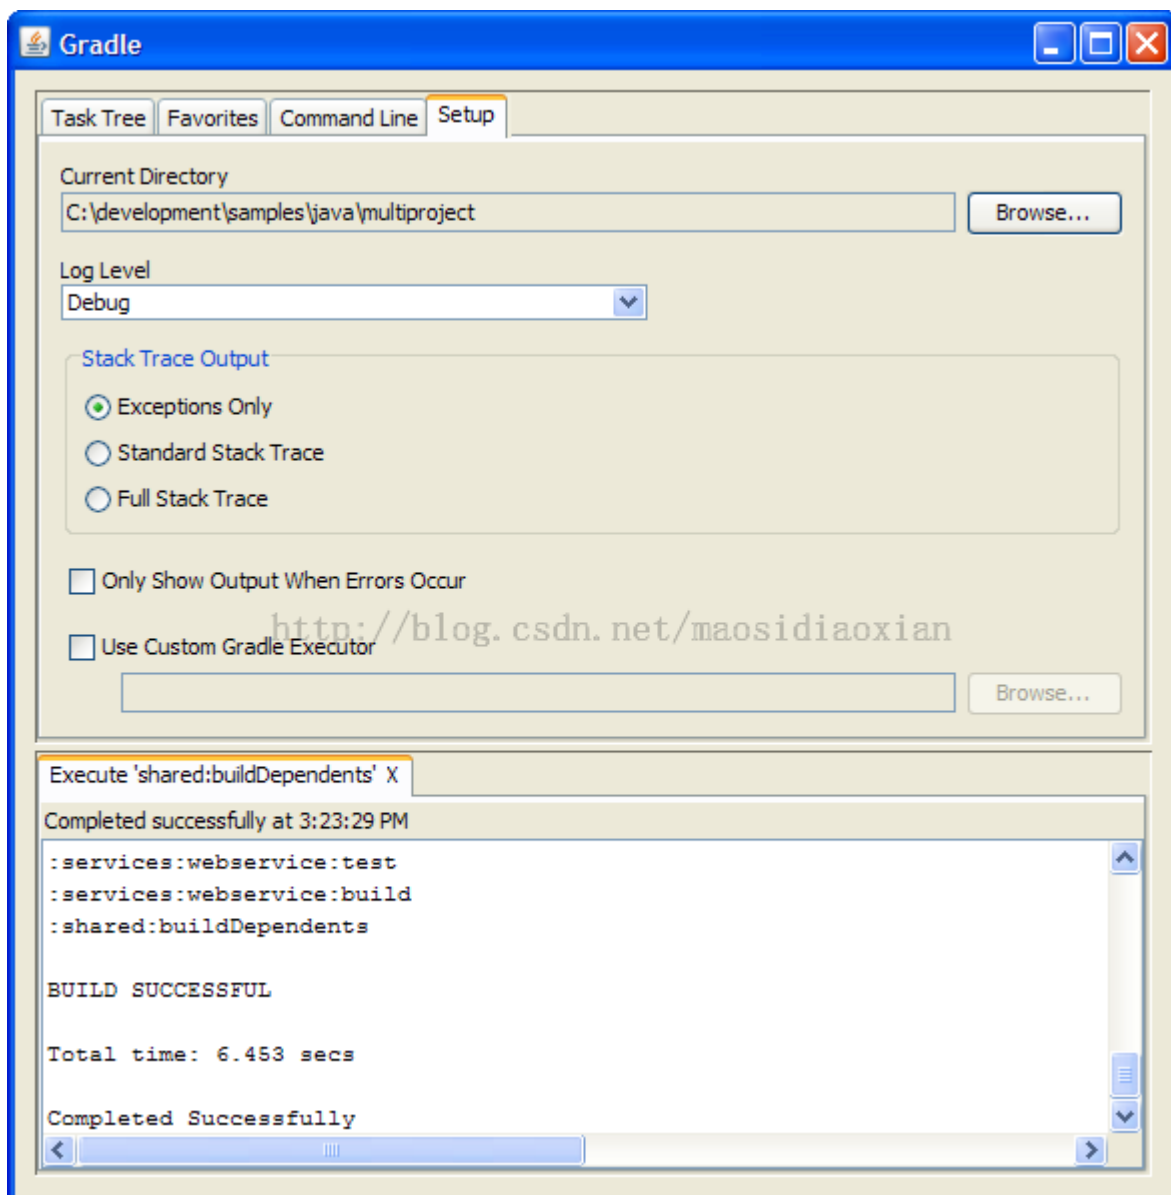 Gradle
Task Tree Favorites Command Line Setup
Current Directory
C:\development\samples\java\multiproject Browse...
Log Level
Debug
Stack Trace Output
Exceptions Only
Standard Stack Trace
Full Stack Trace
Only Show Output When Errors Occur
http://blog.csdn.net/maosidiaoxian
Use Custom Gradle Executor
Browse...
Execute 'shared:buildDependents' X
Completed successfully at 3:23:29 PM
:services:webservice:test
:services:webservice:build
:shared:buildDependents
BUILD SUCCESSFUL
Total time: 6.453 secs
Completed Successfully